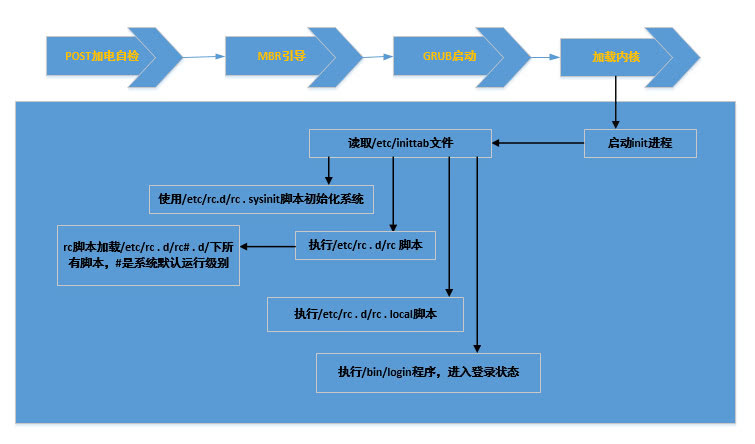 POST加电自检
MBR引导
GRUB启动
加载内核
启动init进程
读取/etc/inittab文件
使用/etc/rc.d/rc . sysinit脚本初始化系统
执行/etc/rc . d/rc 脚本
rc脚本加载/etc/rc . d/rc# . d/下所
有脚本，#是系统默认运行级别
执行/etc/rc . d/rc . local脚本
执行/bin/login程序，进入登录状态